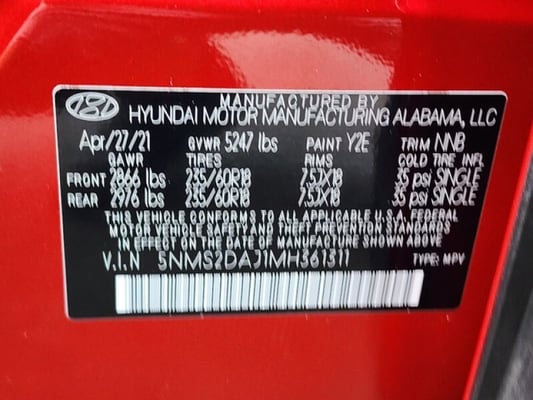 MANUFACTURED BY
HYUNDAI MOTOR MANUFACTURING ALABAMA, LLC
Apr/27/21 GVWR 5247 lbs PAINT Y2E TRIM NNB
GAWR TIRES RIMS COLD TIRE INFL
FRONT 2866 lbs 235/60R18 7.5JX18 35 psi SINGLE
REAR 2976 lbs 235/60R18 7.5JX18 35 psi SINGLE
THIS VEHICLE CONFORMS TO ALL APPLICABLE U.S.A. FEDERAL
MOTOR VEHICLE SAFETY AND THEFT PREVENTION STANDARDS
IN EFFECT ON THE DATE OF MANUFACTURE SHOWN ABOVE.
V.I.N 5NMS2DAJ1MH361311 TYPE: MPV